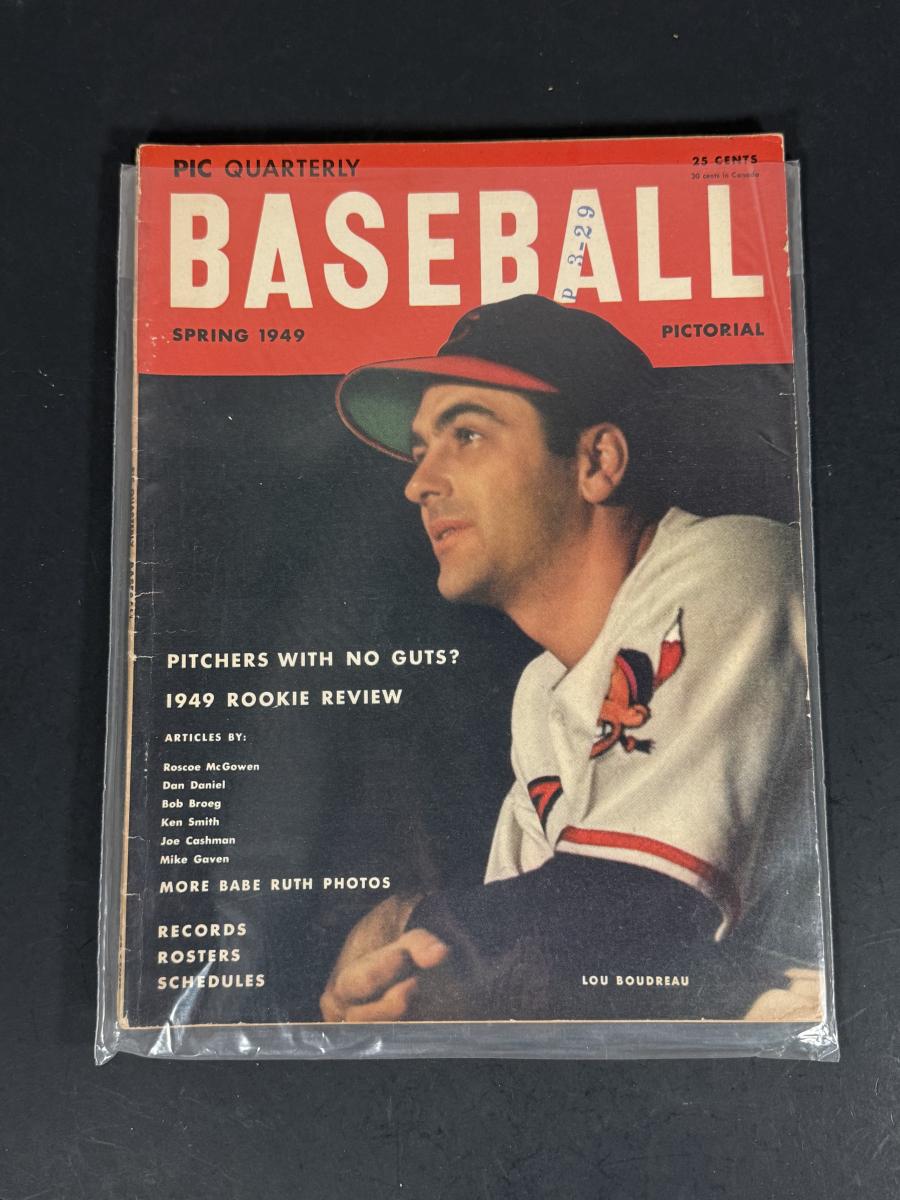 PIC QUARTERLY
25 CENTS
30 cents in Canada
BASEBALL
P 3-29
SPRING 1949
PICTORIAL
PITCHERS WITH NO GUTS?
1949 ROOKIE REVIEW
ARTICLES BY:
Roscoe McGowen
Dan Daniel
Bob Broeg
Ken Smith
Joe Cashman
Mike Gaven
MORE BABE RUTH PHOTOS
RECORDS
ROSTERS
SCHEDULES
LOU BOUDREAU